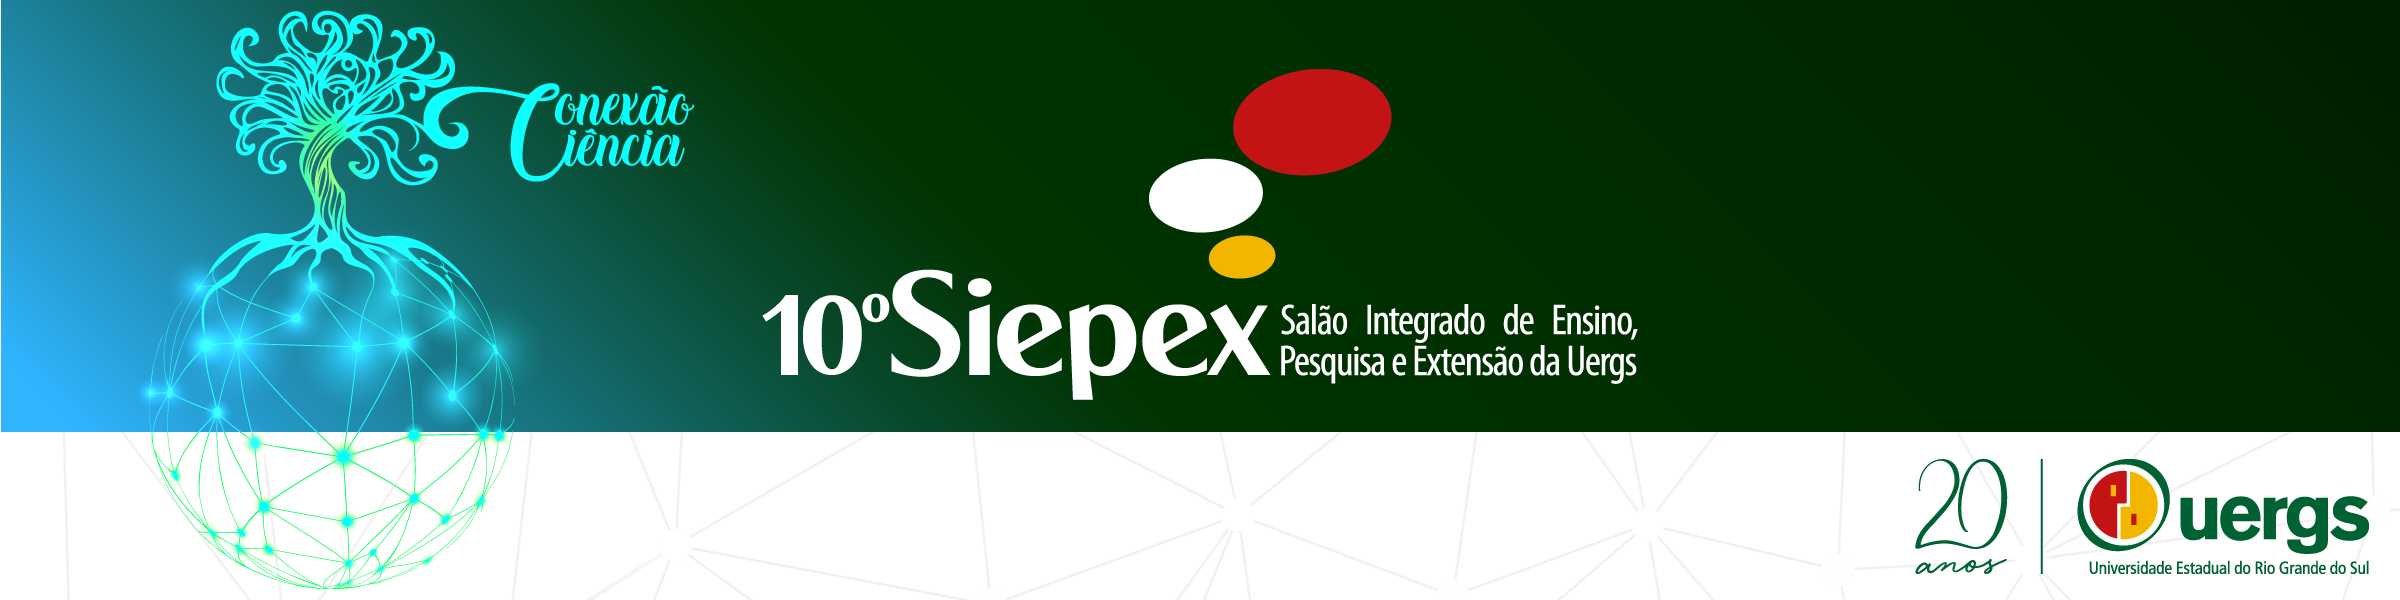 Conexão
Ciência
10º Siepex
Salão Integrado de Ensino,
Pesquisa e Extensão da Uergs
20
anos
uergs
Universidade Estadual do Rio Grande do Sul